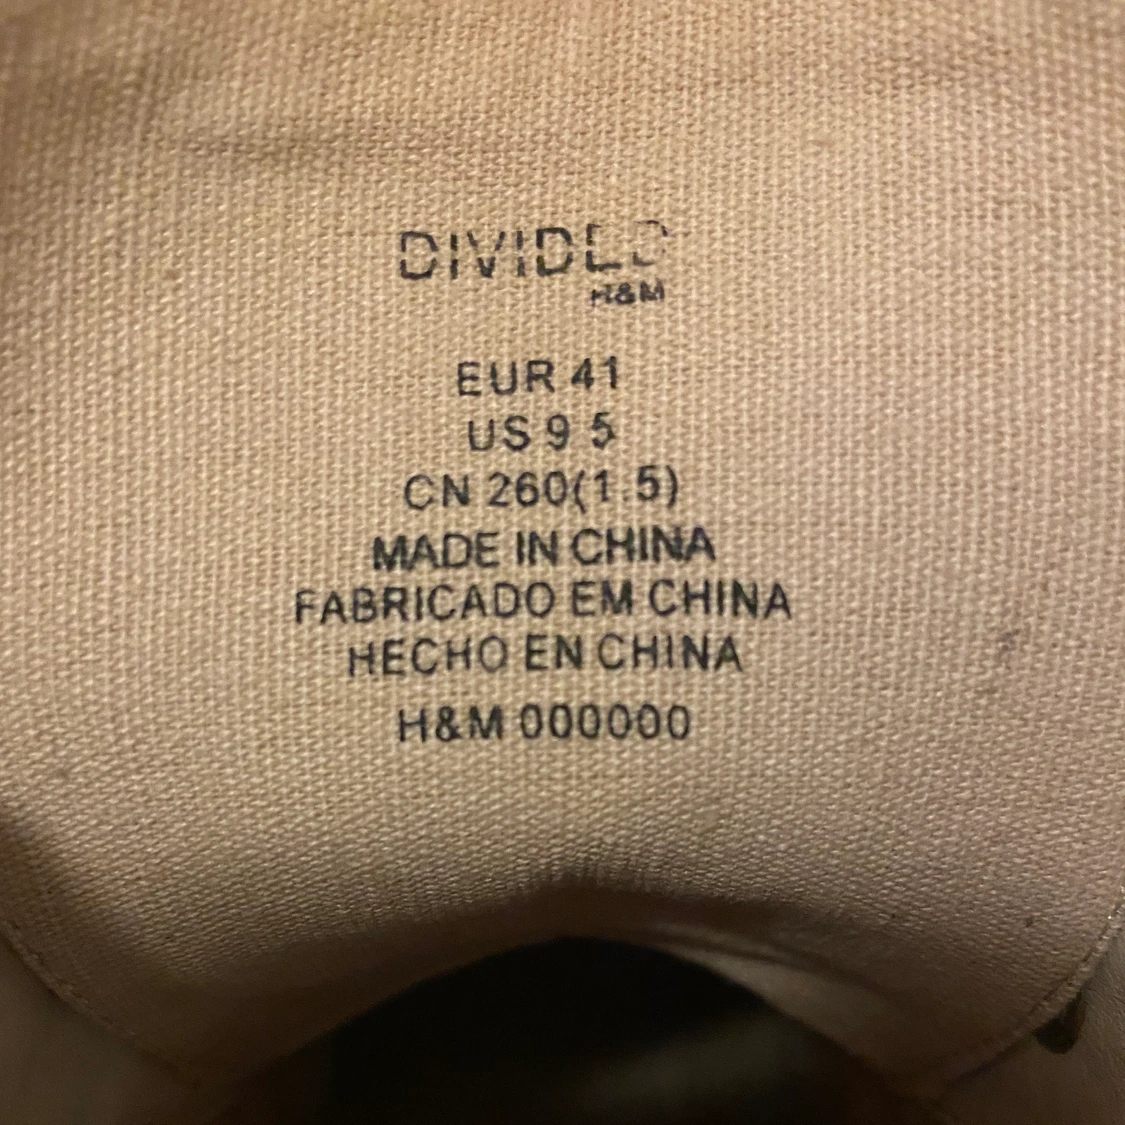 DIVIDED
H&M
EUR 41
US 9 5
CN 260(1.5)
MADE IN CHINA
FABRICADO EM CHINA
HECHO EN CHINA
H&M 000000